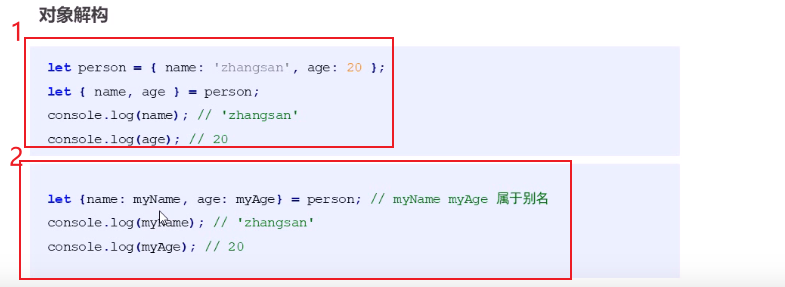 对象解构
1
let person = { name: 'zhangsan', age: 20 };
let { name, age } = person;
console.log(name); // 'zhangsan'
console.log(age); // 20
2
let {name: myName, age: myAge} = person; // myName myAge 属于别名
console.log(myName); // 'zhangsan'
console.log(myAge); // 20